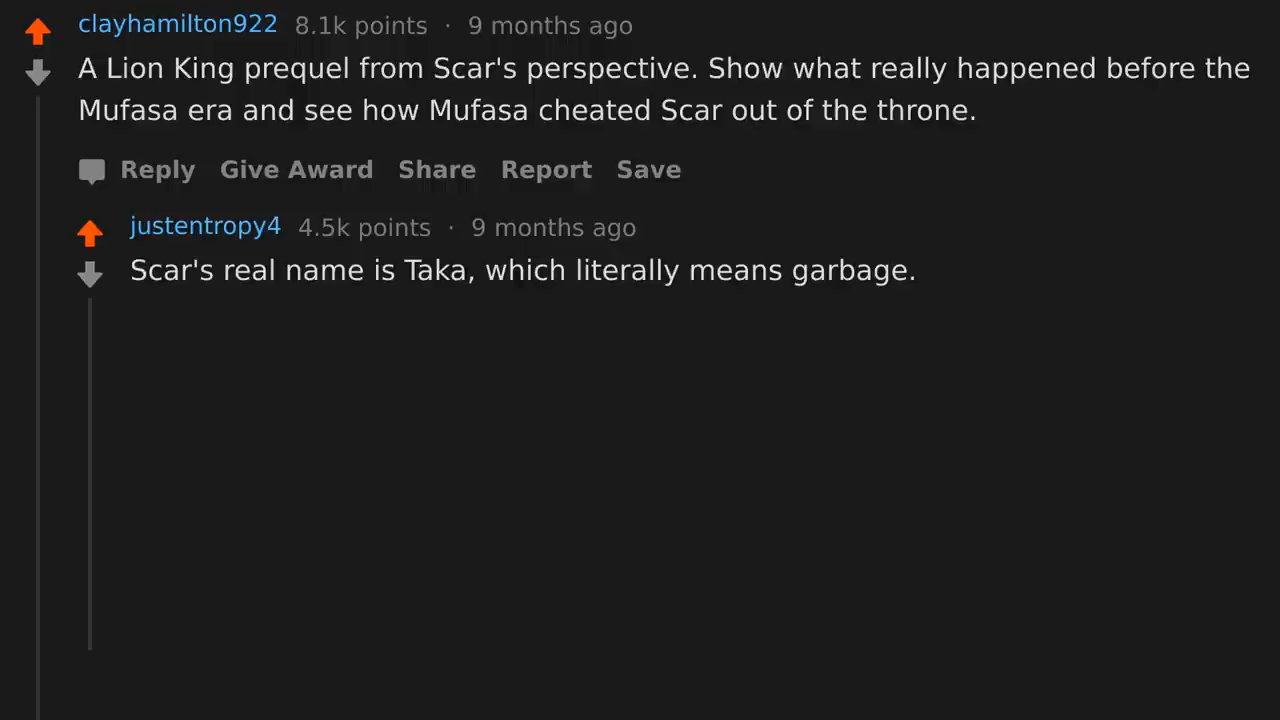 clayhamilton922 8.1k points · 9 months ago
A Lion King prequel from Scar's perspective. Show what really happened before the
Mufasa era and see how Mufasa cheated Scar out of the throne.
Reply Give Award Share Report Save
justentropy4 4.5k points · 9 months ago
Scar's real name is Taka, which literally means garbage.